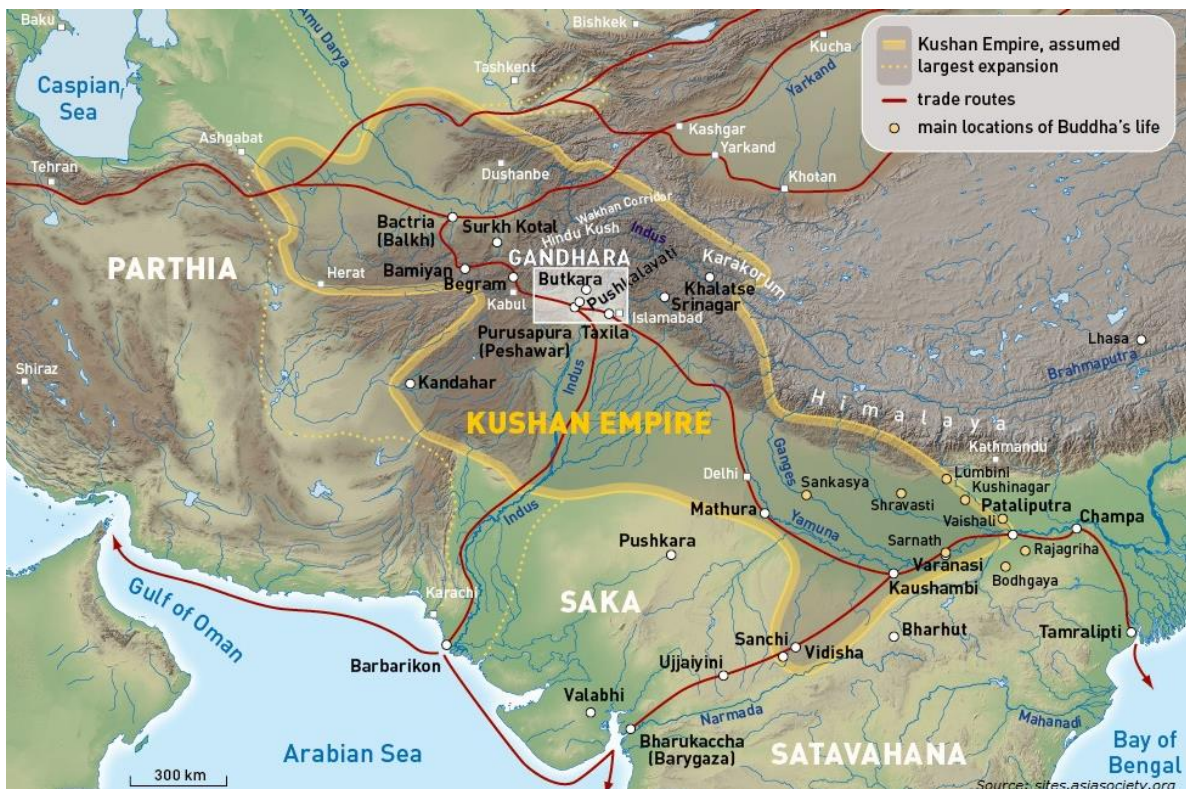 Baku
Caspian
Sea
Amu Darya
Bishkek
Tashkent
Kucha
Yarkand
Kushan Empire, assumed
largest expansion
trade routes
main locations of Buddha's life
Ashgabat
Tehran
Dushanbe
Kashgar
Yarkand
Khotan
Wakhan Corridor
Hindu Kush
Indus
Karakorum
Bactria
(Balkh)
Surkh Kotal
GANDHARA
PARTHIA
Herat
Bamiyan
Begram
Kabul
Butkara
Pushkalavati
Khalatse
Srinagar
Islamabad
Purusapura
(Peshawar)
Taxila
Lhasa
Brahmaputra
Shiraz
Kandahar
Indus
KUSHAN EMPIRE
Himalaya
Kathmandu
Delhi
Ganges
Sankasya
Lumbini
Kushinagar
Shravasti
Pataliputra
Vaishali
Champa
Indus
Mathura
Yamuna
Sarnath
Varanasi
Rajagriha
Bodhgaya
Pushkara
Kaushambi
Karachi
Gulf of Oman
SAKA
Bharhut
Tamralipti
Barbarikon
Sanchi
Vidisha
Ujjaiyini
Valabhi
Narmada
Mahanadi
Arabian Sea
Bharukaccha
(Barygaza)
SATAVAHANA
Bay of
Bengal
300 km
Source: sites.asiasociety.org